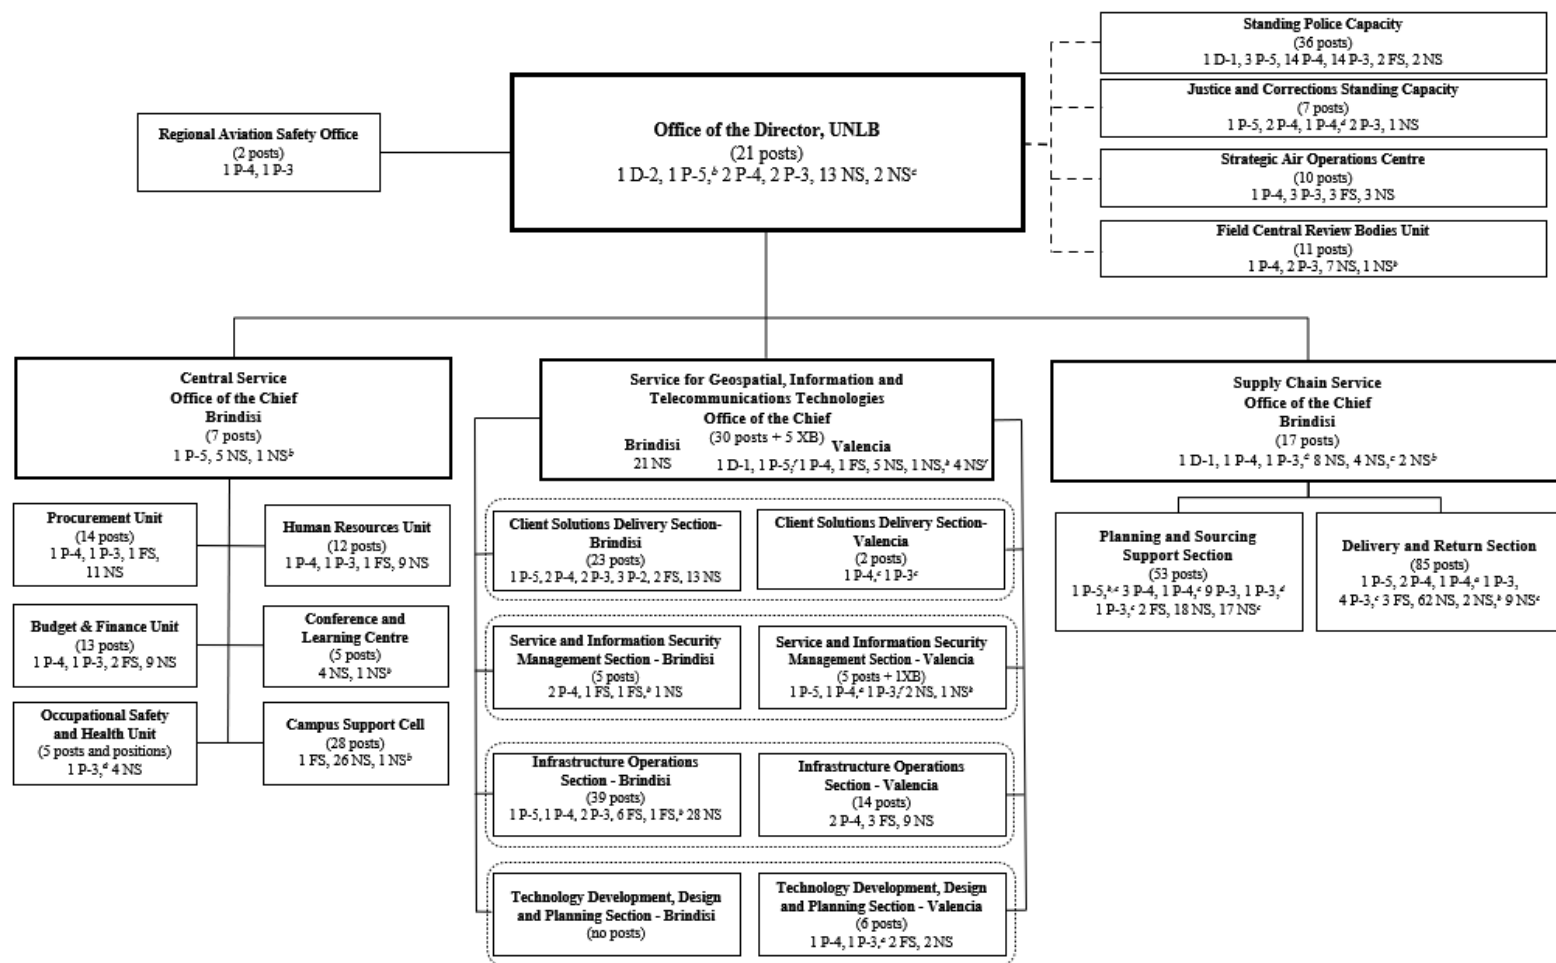 Standing Police Capacity
(36 posts)
1 D-1, 3 P-5, 14 P-4, 14 P-3, 2 FS, 2 NS
Justice and Corrections Standing Capacity
(7 posts)
1 P-5, 2 P-4, 1 P-4,ᵈ 2 P-3, 1 NS
Strategic Air Operations Centre
(10 posts)
1 P-4, 3 P-3, 3 FS, 3 NS
Field Central Review Bodies Unit
(11 posts)
1 P-4, 2 P-3, 7 NS, 1 NSᵇ
Regional Aviation Safety Office
(2 posts)
1 P-4, 1 P-3
Office of the Director, UNLB
(21 posts)
1 D-2, 1 P-5,ᵇ 2 P-4, 2 P-3, 13 NS, 2 NSᶜ
Central Service
Office of the Chief
Brindisi
(7 posts)
1 P-5, 5 NS, 1 NSᵇ
Procurement Unit
(14 posts)
1 P-4, 1 P-3, 1 FS,
11 NS
Human Resources Unit
(12 posts)
1 P-4, 1 P-3, 1 FS, 9 NS
Budget & Finance Unit
(13 posts)
1 P-4, 1 P-3, 2 FS, 9 NS
Conference and
Learning Centre
(5 posts)
4 NS, 1 NSᵇ
Occupational Safety
and Health Unit
(5 posts and positions)
1 P-3,ᵈ 4 NS
Campus Support Cell
(28 posts)
1 FS, 26 NS, 1 NSᵇ
Service for Geospatial, Information and
Telecommunications Technologies
Office of the Chief
(30 posts + 5 XB)
Brindisi
21 NS
Valencia
1 D-1, 1 P-5,ᶠ 1 P-4, 1 FS, 5 NS, 1 NS,ᵇ 4 NSᶠ
Client Solutions Delivery Section-
Brindisi
(23 posts)
1 P-5, 2 P-4, 2 P-3, 3 P-2, 2 FS, 13 NS
Client Solutions Delivery Section-
Valencia
(2 posts)
1 P-4,ᶜ 1 P-3ᶜ
Service and Information Security
Management Section - Brindisi
(5 posts)
2 P-4, 1 FS, 1 FS,ᵇ 1 NS
Service and Information Security
Management Section - Valencia
(5 posts + 1XB)
1 P-5, 1 P-4,ᵉ 1 P-3,ᶠ 2 NS, 1 NSᵇ
Infrastructure Operations
Section - Brindisi
(39 posts)
1 P-5, 1 P-4, 2 P-3, 6 FS, 1 FS,ᵇ 28 NS
Infrastructure Operations
Section - Valencia
(14 posts)
2 P-4, 3 FS, 9 NS
Technology Development, Design
and Planning Section - Brindisi
(no posts)
Technology Development, Design
and Planning Section - Valencia
(6 posts)
1 P-4, 1 P-3,ᵉ 2 FS, 2 NS
Supply Chain Service
Office of the Chief
Brindisi
(17 posts)
1 D-1, 1 P-4, 1 P-3,ᵈ 8 NS, 4 NS,ᶜ 2 NSᵇ
Planning and Sourcing
Support Section
(53 posts)
1 P-5,ᵇ·ᶜ 3 P-4, 1 P-4,ᶜ 9 P-3, 1 P-3,ᵈ
1 P-3,ᶜ 2 FS, 18 NS, 17 NSᶜ
Delivery and Return Section
(85 posts)
1 P-5, 2 P-4, 1 P-4,ᵉ 1 P-3,
4 P-3,ᶜ 3 FS, 62 NS, 2 NS,ᵇ 9 NSᶜ